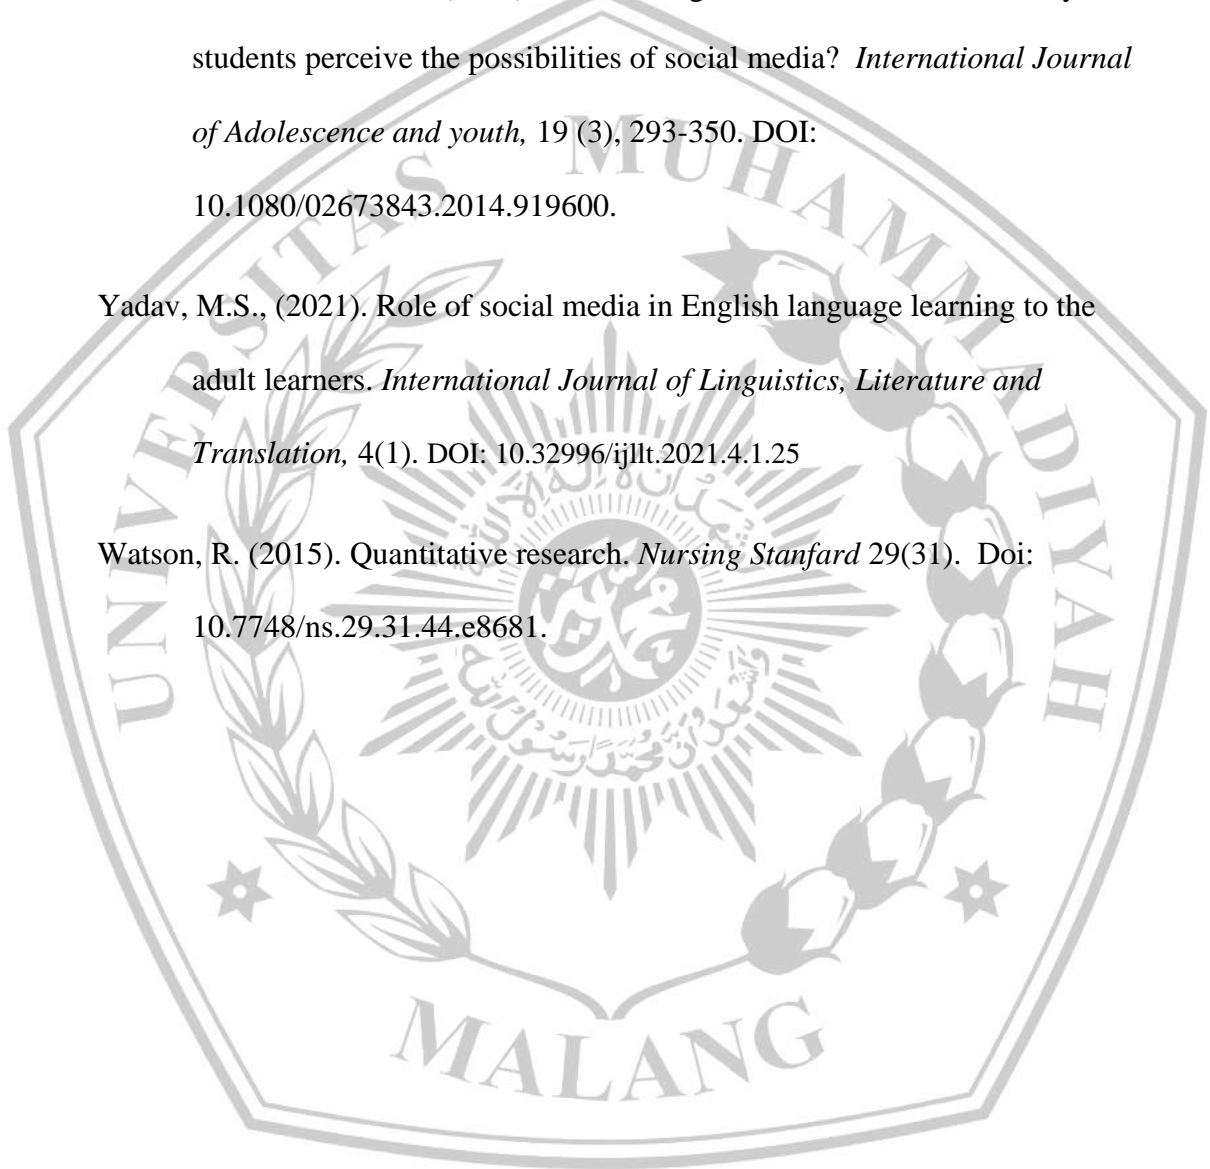 students perceive the possibilities of social media? International Journal
of Adolescence and youth, 19 (3), 293-350. DOI:
10.1080/02673843.2014.919600.
Yadav, M.S., (2021). Role of social media in English language learning to the
adult learners. International Journal of Linguistics, Literature and
Translation, 4(1). DOI: 10.32996/ijllt.2021.4.1.25
Watson, R. (2015). Quantitative research. Nursing Stanfard 29(31). Doi:
10.7748/ns.29.31.44.e8681.
UNIVERSITAS MUHAMMADIYAH
MALANG